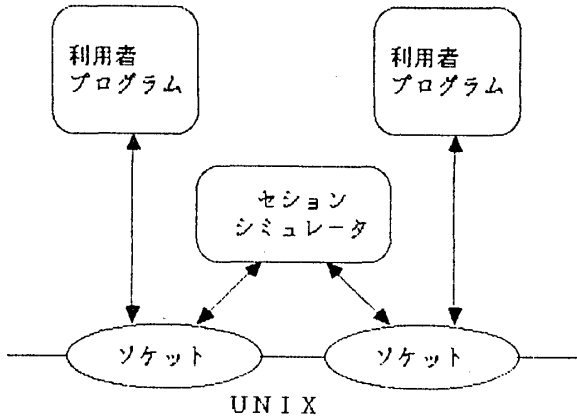 利用者
プログラム
利用者
プログラム
セション
シミュレータ
ソケット
ソケット
UNIX